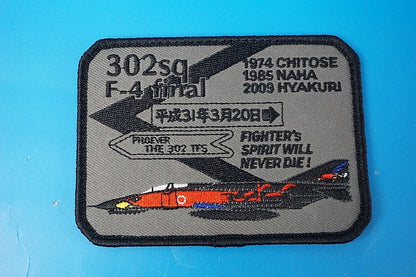 302sq
F-4 final
1974 CHITOSE
1985 NAHA
2009 HYAKURI
平成31年3月20日
PHOEVER
THE 302 TFS
FIGHTER's
SPIRIT WILL
NEVER DIE!